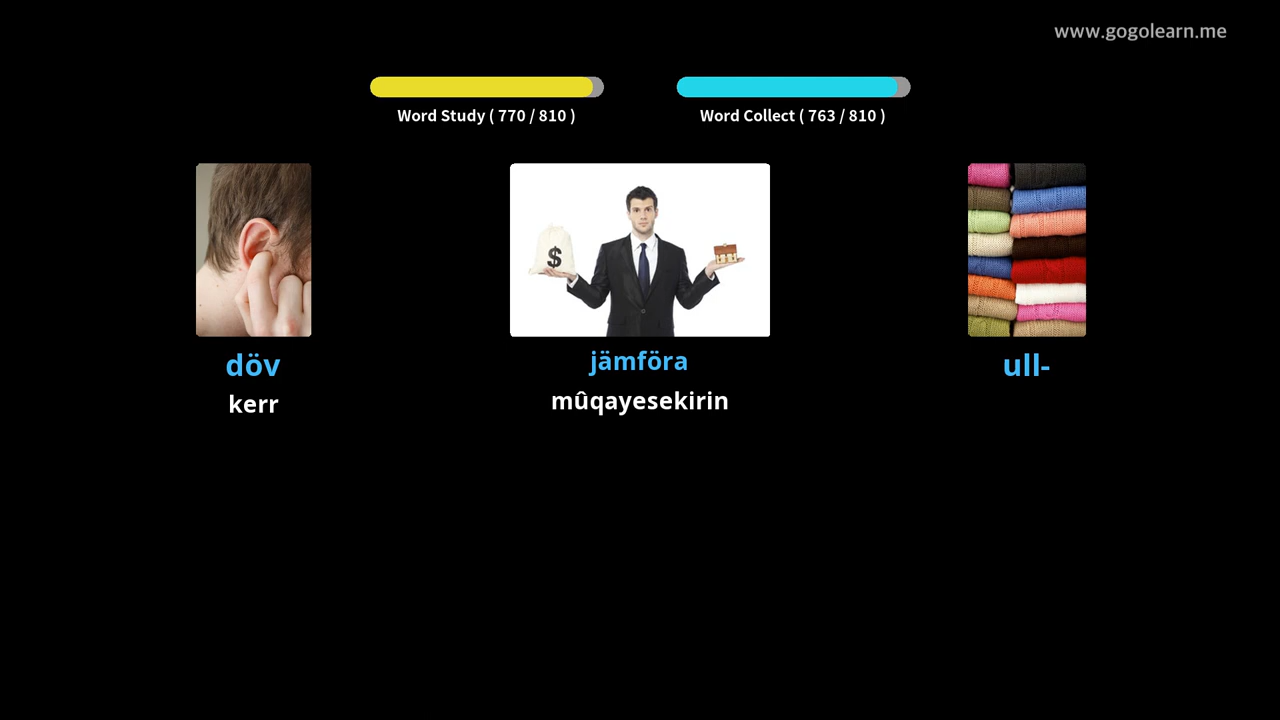 www.gogolearn.me
Word Study ( 770 / 810 )
Word Collect ( 763 / 810 )
$
döv
kerr
jämföra
mûqayesekirin
ull-